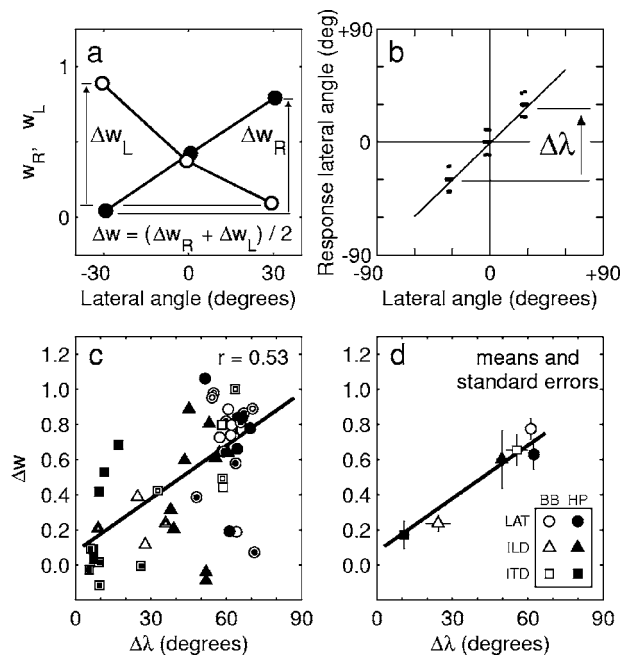 a
w_R, w_L
1
0
Δw_L
Δw_R
Δw = (Δw_R + Δw_L) / 2
-30
0
30
Lateral angle (degrees)
b
Response lateral angle (deg)
+90
0
-90
Δλ
-90
0
+90
Lateral angle (degrees)
c
r = 0.53
Δw
1.2
1.0
0.8
0.6
0.4
0.2
0.0
0
30
60
90
Δλ (degrees)
d
means and
standard errors
1.2
1.0
0.8
0.6
0.4
0.2
0.0
BB HP
LAT
ILD
ITD
0
30
60
90
Δλ (degrees)